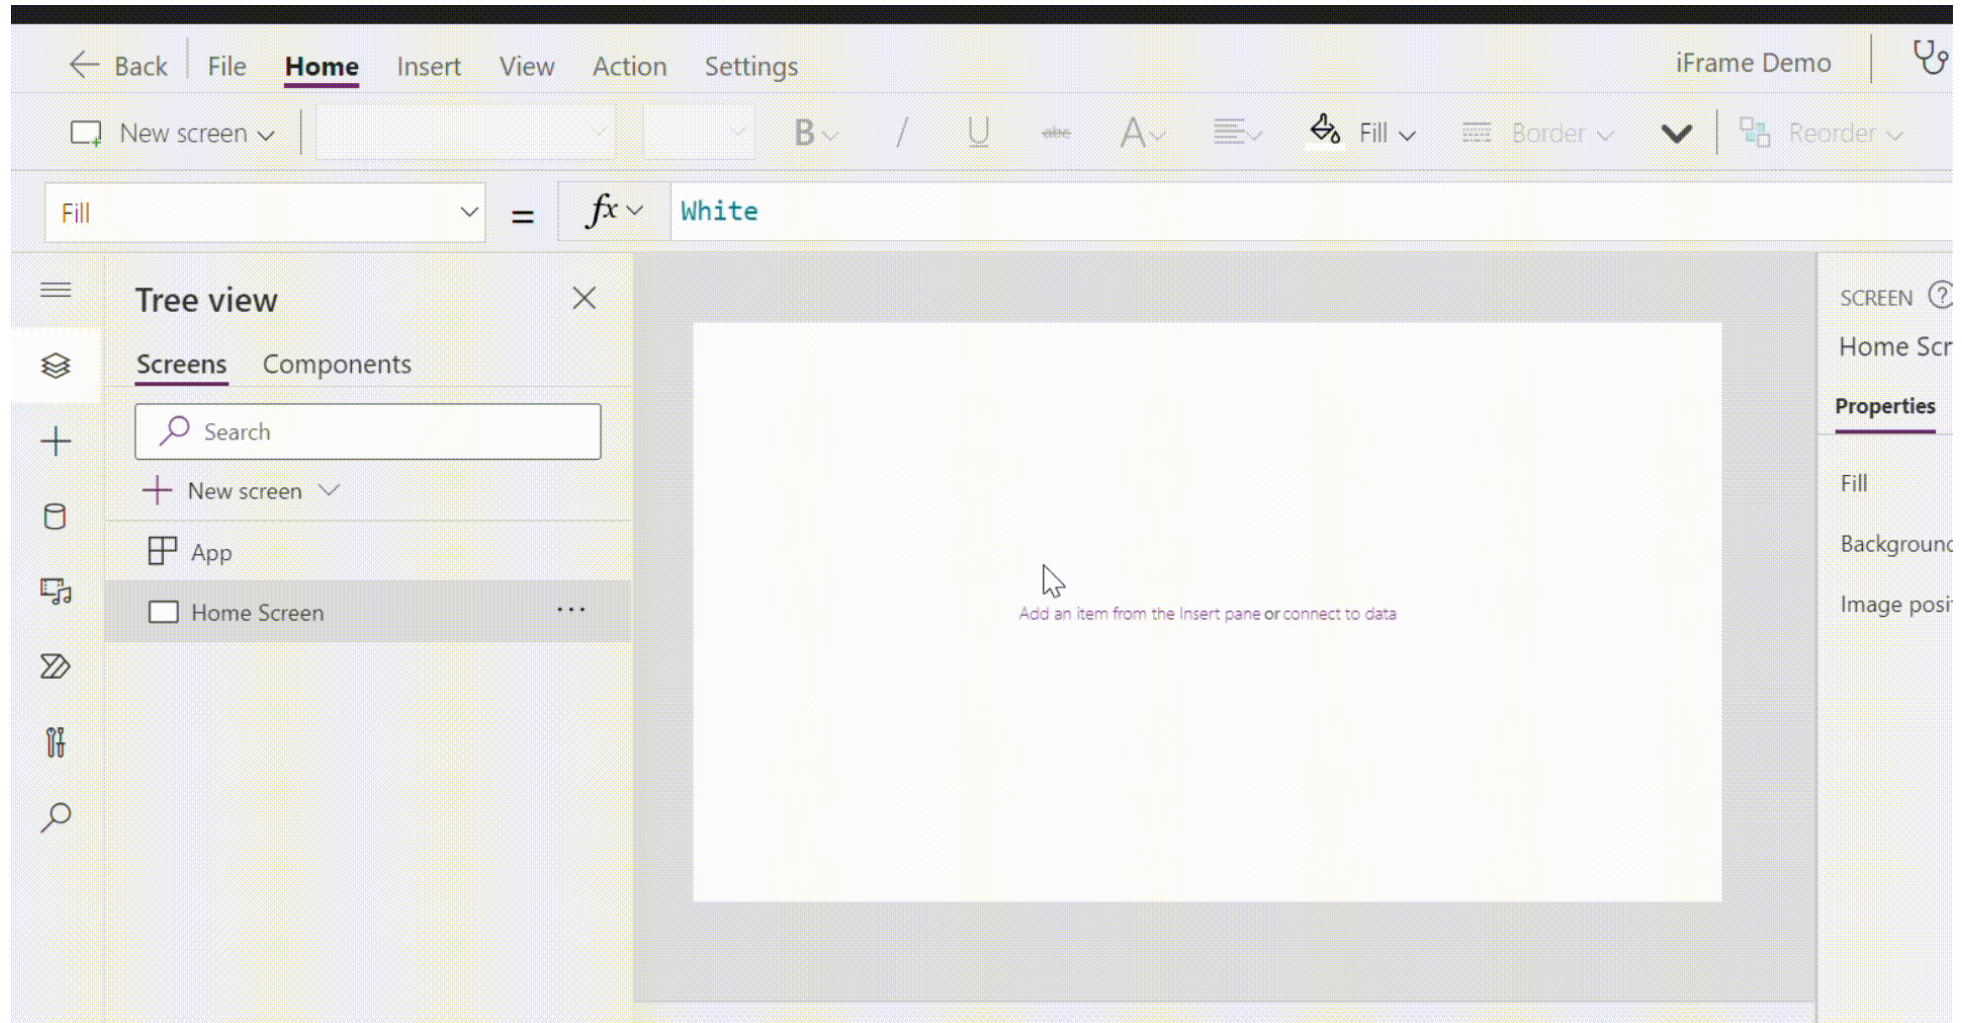 Back File Home Insert View Action Settings iFrame Demo
New screen B / U abc A Fill Border Reorder
Fill = fx White
Tree view
Screens Components
Search
New screen
App
Home Screen
Add an item from the Insert pane or connect to data
SCREEN ?
Home Scr
Properties
Fill
Background
Image posi